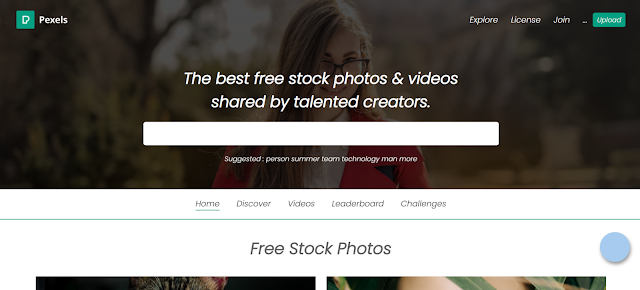 Pexels
Explore License Join ... Upload
The best free stock photos & videos
shared by talented creators.
Suggested : person summer team technology man more
Home Discover Videos Leaderboard Challenges
Free Stock Photos